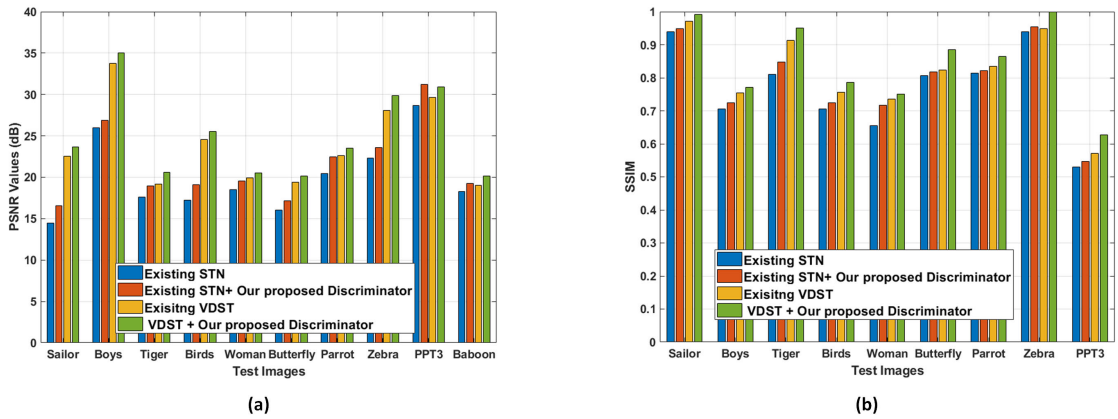 40
35
30
25
20
15
10
5
0
PSNR Values (dB)
Existing STN
Existing STN+ Our proposed Discriminator
Exisitng VDST
VDST + Our proposed Discriminator
Sailor Boys Tiger Birds Woman Butterfly Parrot Zebra PPT3 Baboon
Test Images
(a)
1
0.9
0.8
0.7
0.6
0.5
0.4
0.3
0.2
0.1
0
SSIM
Existing STN
Existing STN+ Our proposed Discriminator
Exisitng VDST
VDST + Our proposed Discriminator
Sailor Boys Tiger Birds Woman Butterfly Parrot Zebra PPT3
Test Images
(b)